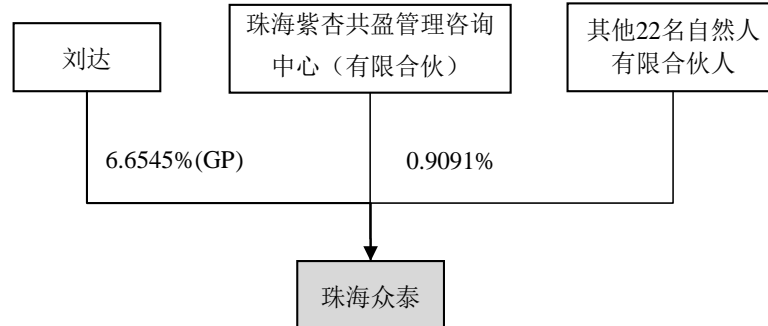 刘达
珠海紫杏共盈管理咨询
中心（有限合伙）
其他22名自然人
有限合伙人
6.6545%(GP)
0.9091%
珠海众泰